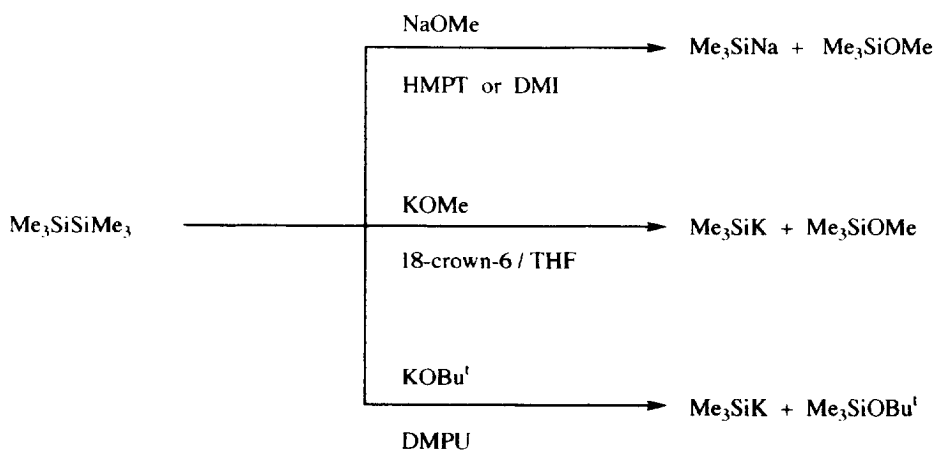 NaOMe
Me₃SiNa + Me₃SiOMe
HMPT or DMI
KOMe
Me₃SiSiMe₃
Me₃SiK + Me₃SiOMe
18-crown-6 / THF
KOBuᵗ
Me₃SiK + Me₃SiOBuᵗ
DMPU